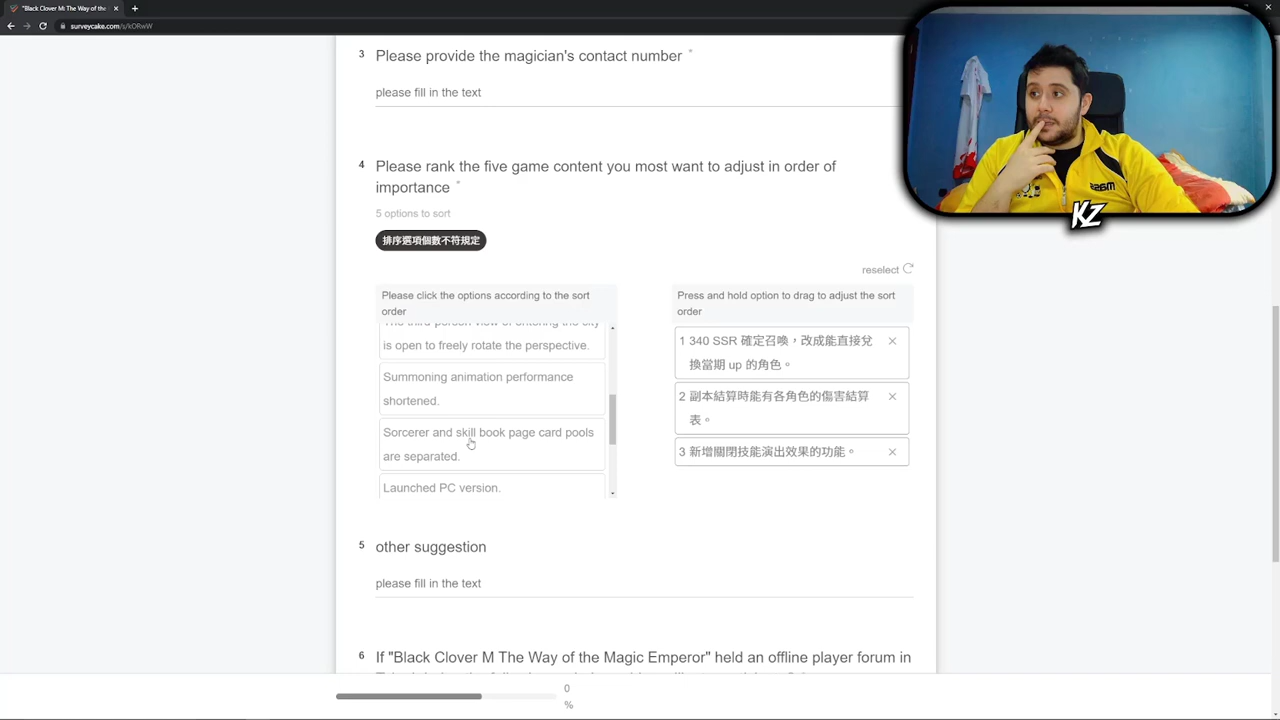 "Black Clover M: The Way of the
surveycake.com/s/kORwW
3 Please provide the magician's contact number *
please fill in the text
4 Please rank the five game content you most want to adjust in order of
importance *
5 options to sort
排序選項個數不符規定
reselect
Please click the options according to the sort
order
The third-person view of entering the city
is open to freely rotate the perspective.
Summoning animation performance
shortened.
Sorcerer and skill book page card pools
are separated.
Launched PC version.
Press and hold option to drag to adjust the sort
order
1 340 SSR 確定召喚，改成能直接兌
換當期 up 的角色。
2 副本結算時能有各角色的傷害結算
表。
3 新增關閉技能演出效果的功能。
5 other suggestion
please fill in the text
6 If "Black Clover M The Way of the Magic Emperor" held an offline player forum in
0
%
KZ